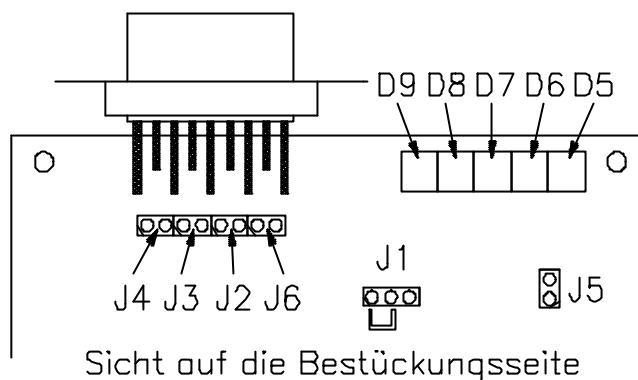 D9 D8 D7 D6 D5
J4 J3 J2 J6
J1
J5
Sicht auf die Bestückungsseite